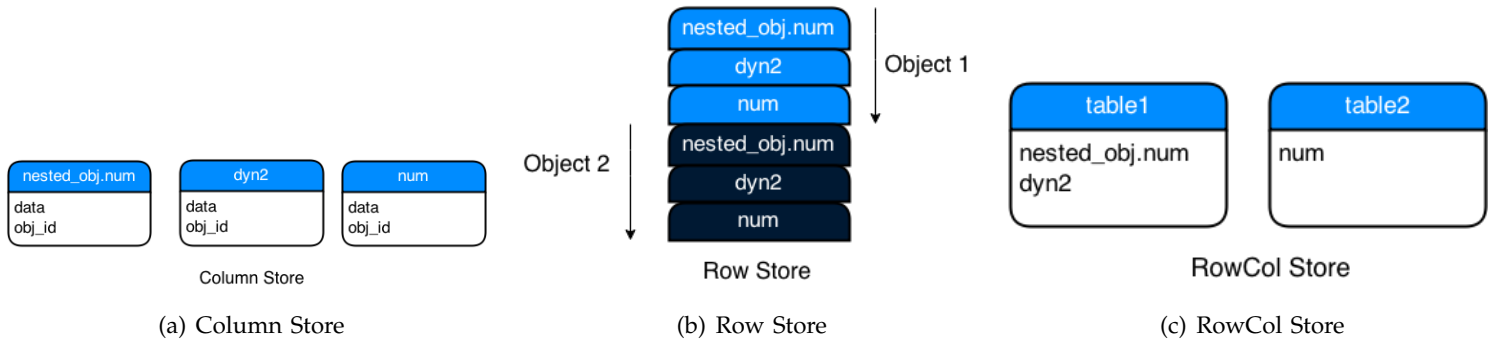 nested_obj.num
data
obj_id
dyn2
data
obj_id
num
data
obj_id
Column Store
(a) Column Store
nested_obj.num
dyn2
num
nested_obj.num
dyn2
num
Object 1
Object 2
Row Store
(b) Row Store
table1
nested_obj.num
dyn2
table2
num
RowCol Store
(c) RowCol Store